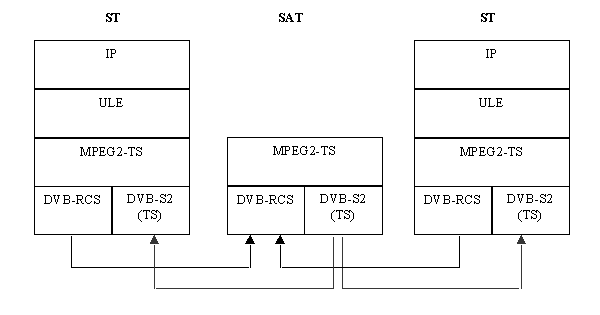 ST SAT ST
IP IP
ULE ULE
MPEG2-TS MPEG2-TS MPEG2-TS
DVB-RCS DVB-S2 DVB-RCS DVB-S2 DVB-RCS DVB-S2
(TS) (TS) (TS)